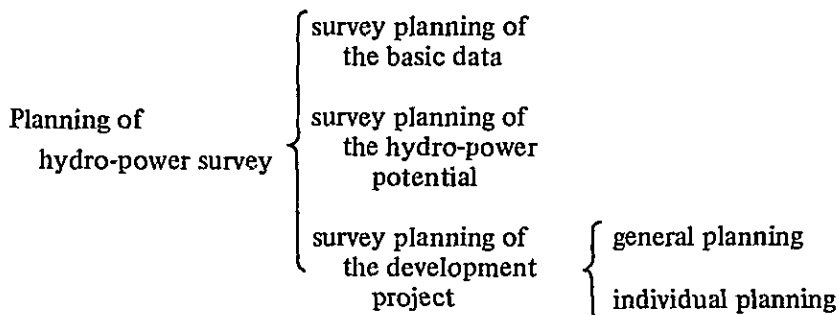 Planning of
hydro-power survey
survey planning of
the basic data
survey planning of
the hydro-power
potential
survey planning of
the development
project
general planning
individual planning